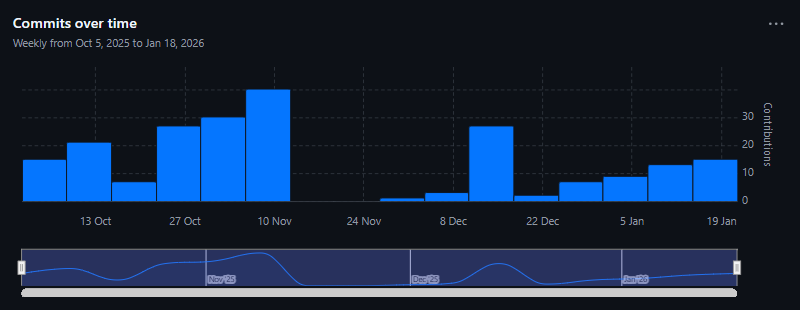 Commits over time
Weekly from Oct 5, 2025 to Jan 18, 2026
Contributions
30
20
10
0
13 Oct
27 Oct
10 Nov
24 Nov
8 Dec
22 Dec
5 Jan
19 Jan
Nov '25
Dec '25
Jan '26